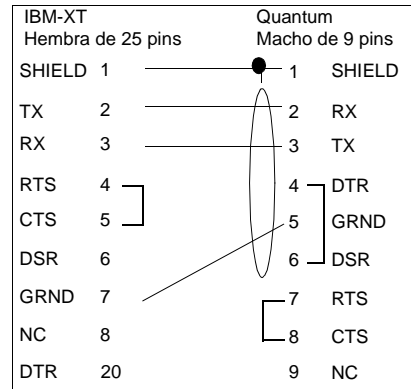 IBM-XT Quantum
Hembra de 25 pins Macho de 9 pins
SHIELD 1 1 SHIELD
TX 2 2 RX
RX 3 3 TX
RTS 4 4 DTR
CTS 5 5 GRND
DSR 6 6 DSR
GRND 7 7 RTS
NC 8 8 CTS
DTR 20 9 NC